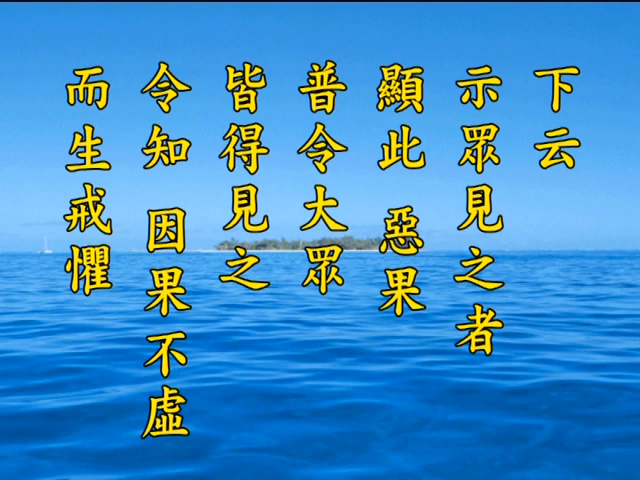 下云
示眾見之者
顯此 惡果
普令大眾
皆得見之
令知 因果不虛
而生戒懼